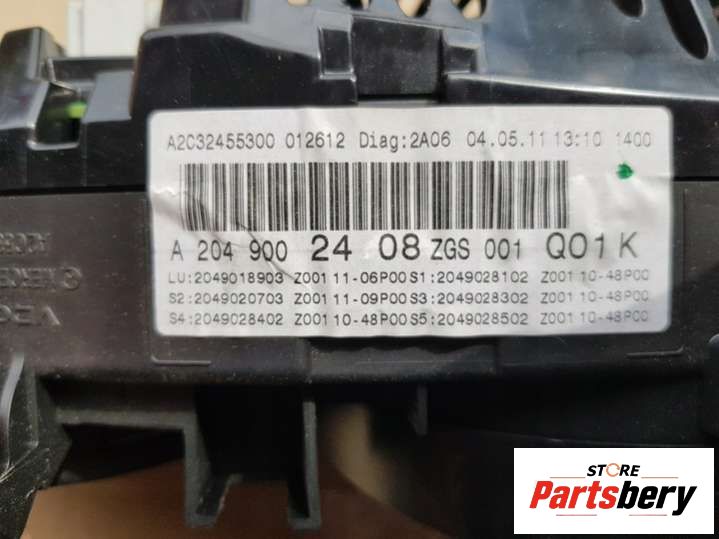 A2C32455300 012612 Diag:2A06 04.05.11 13:10 1400
A 204 900 24 08 ZGS 001 Q01 K
LU:2049018903 Z001 11-06P00 S1:2049028102 Z001 10-48P00
S2:2049020703 Z001 11-09P00 S3:2049028302 Z001 10-48P00
S4:2049028402 Z001 10-48P00 S5:2049028502 Z001 10-48P00
STORE
Partsbery